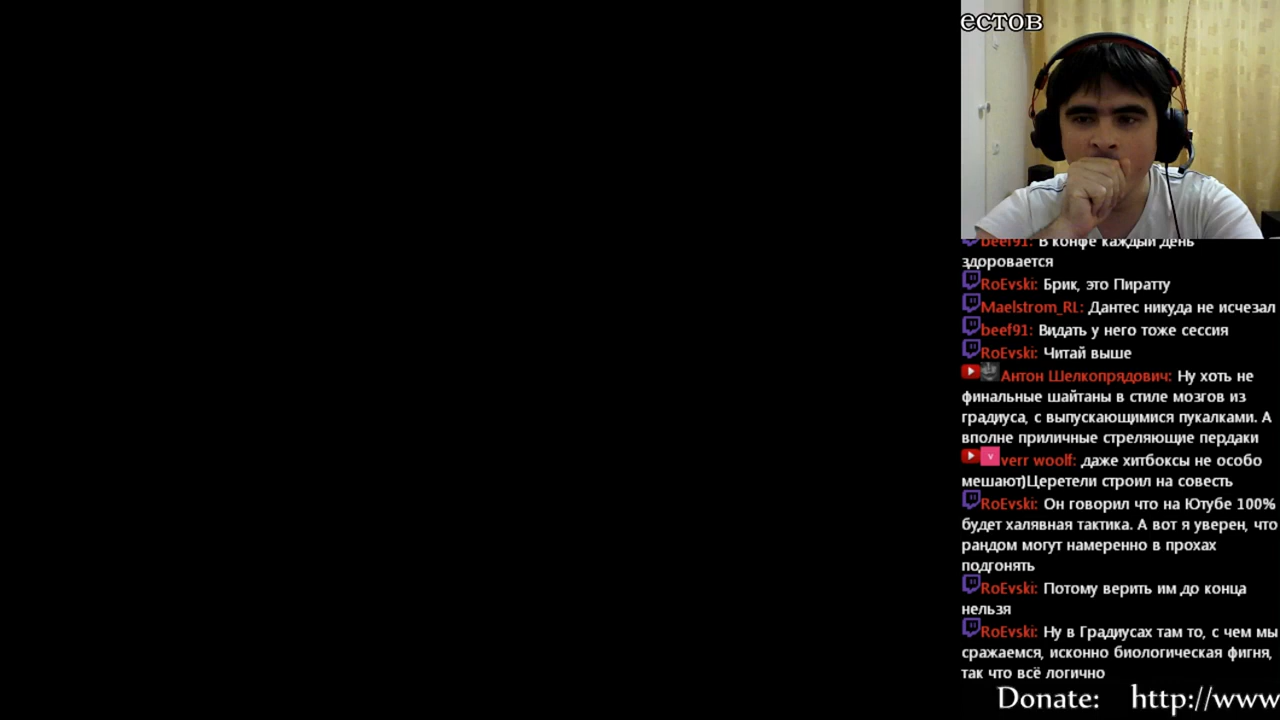 естов
beef91: В конфе каждый день
здоровается
RoEvski: Брик, это Пиратту
Maelstrom_RL: Дантес никуда не исчезал
beef91: Видать у него тоже сессия
RoEvski: Читай выше
Антон Шелкопрядович: Ну хоть не
финальные шайтаны в стиле мозгов из
градиуса, с выпускающимися пукалками. А
вполне приличные стреляющие пердаки
verr woolf: даже хитбоксы не особо
мешают)Церетели строил на совесть
RoEvski: Он говорил что на Ютубе 100%
будет халявная тактика. А вот я уверен, что
рандом могут намеренно в прохах
подгонять
RoEvski: Потому верить им до конца
нельзя
RoEvski: Ну в Градиусах там то, с чем мы
сражаемся, исконно биологическая фигня,
так что всё логично
Donate: http://www